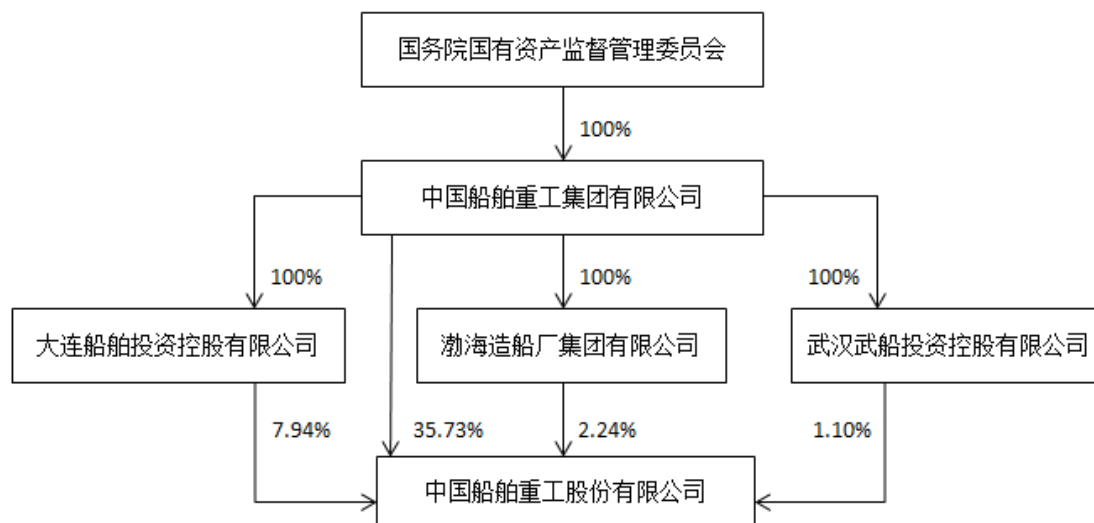 国务院国有资产监督管理委员会
100%
中国船舶重工集团有限公司
100%
100%
100%
大连船舶投资控股有限公司
渤海造船厂集团有限公司
武汉武船投资控股有限公司
7.94%
35.73%
2.24%
1.10%
中国船舶重工股份有限公司